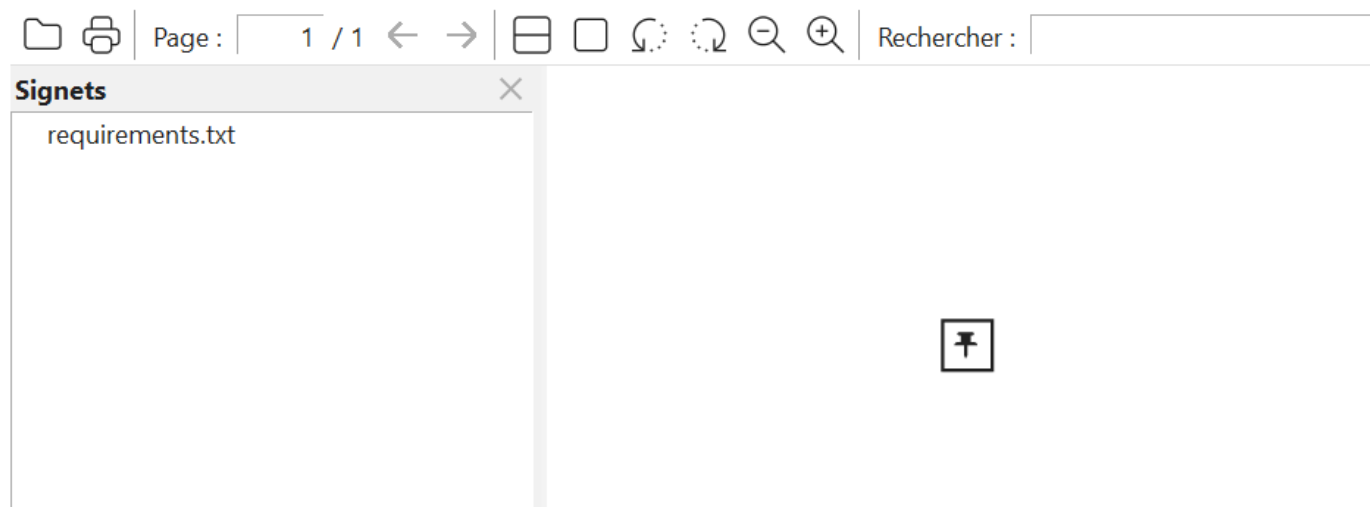 Page : 1 / 1 Rechercher :
Signets
requirements.txt